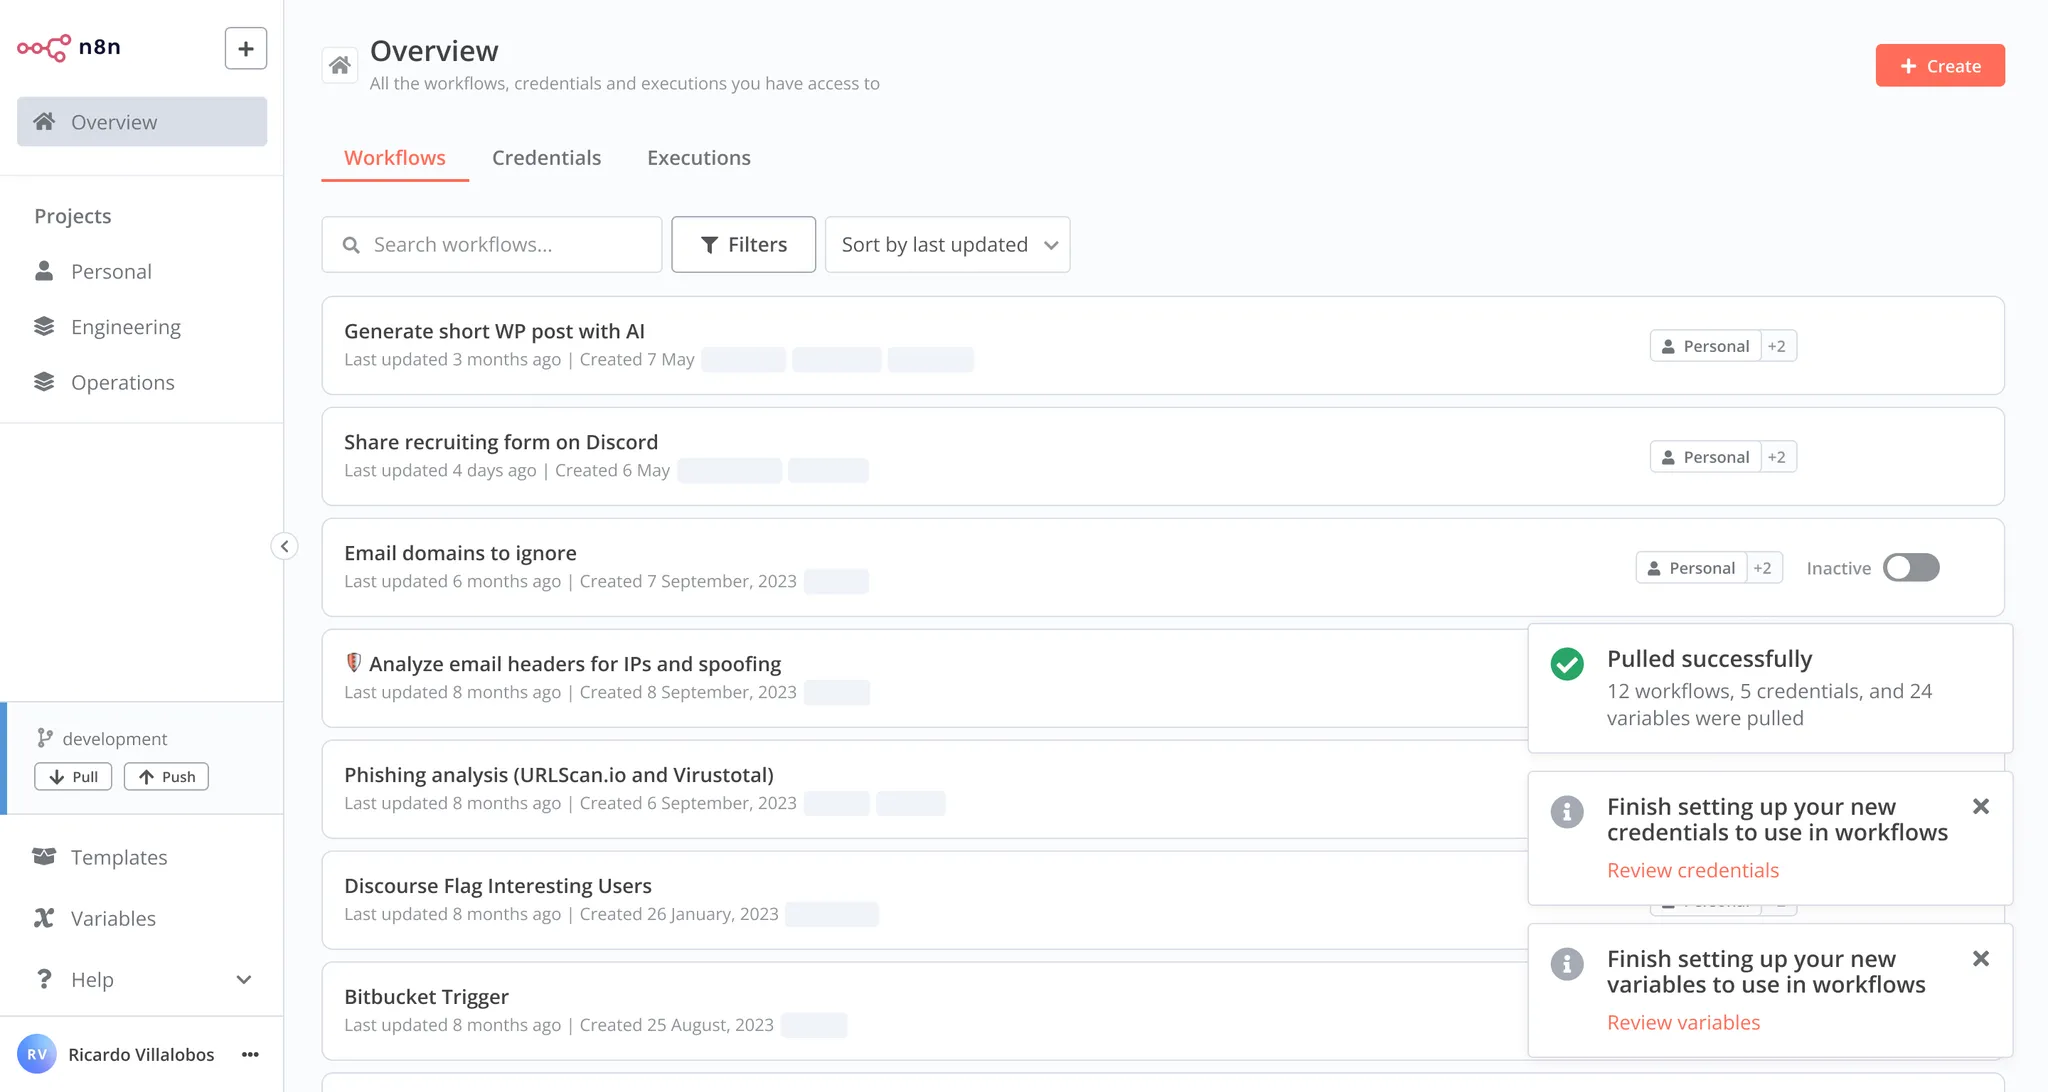 n8n
Overview
Projects
Personal
Engineering
Operations
development
Pull
Push
Templates
Variables
Help
RV
Ricardo Villalobos
Overview
All the workflows, credentials and executions you have access to
Create
Workflows
Credentials
Executions
Search workflows...
Filters
Sort by last updated
Generate short WP post with AI
Last updated 3 months ago | Created 7 May
Personal +2
Share recruiting form on Discord
Last updated 4 days ago | Created 6 May
Personal +2
Email domains to ignore
Last updated 6 months ago | Created 7 September, 2023
Personal +2
Inactive
Analyze email headers for IPs and spoofing
Last updated 8 months ago | Created 8 September, 2023
Phishing analysis (URLScan.io and Virustotal)
Last updated 8 months ago | Created 6 September, 2023
Discourse Flag Interesting Users
Last updated 8 months ago | Created 26 January, 2023
Bitbucket Trigger
Last updated 8 months ago | Created 25 August, 2023
Pulled successfully
12 workflows, 5 credentials, and 24
variables were pulled
Finish setting up your new
credentials to use in workflows
Review credentials
Finish setting up your new
variables to use in workflows
Review variables